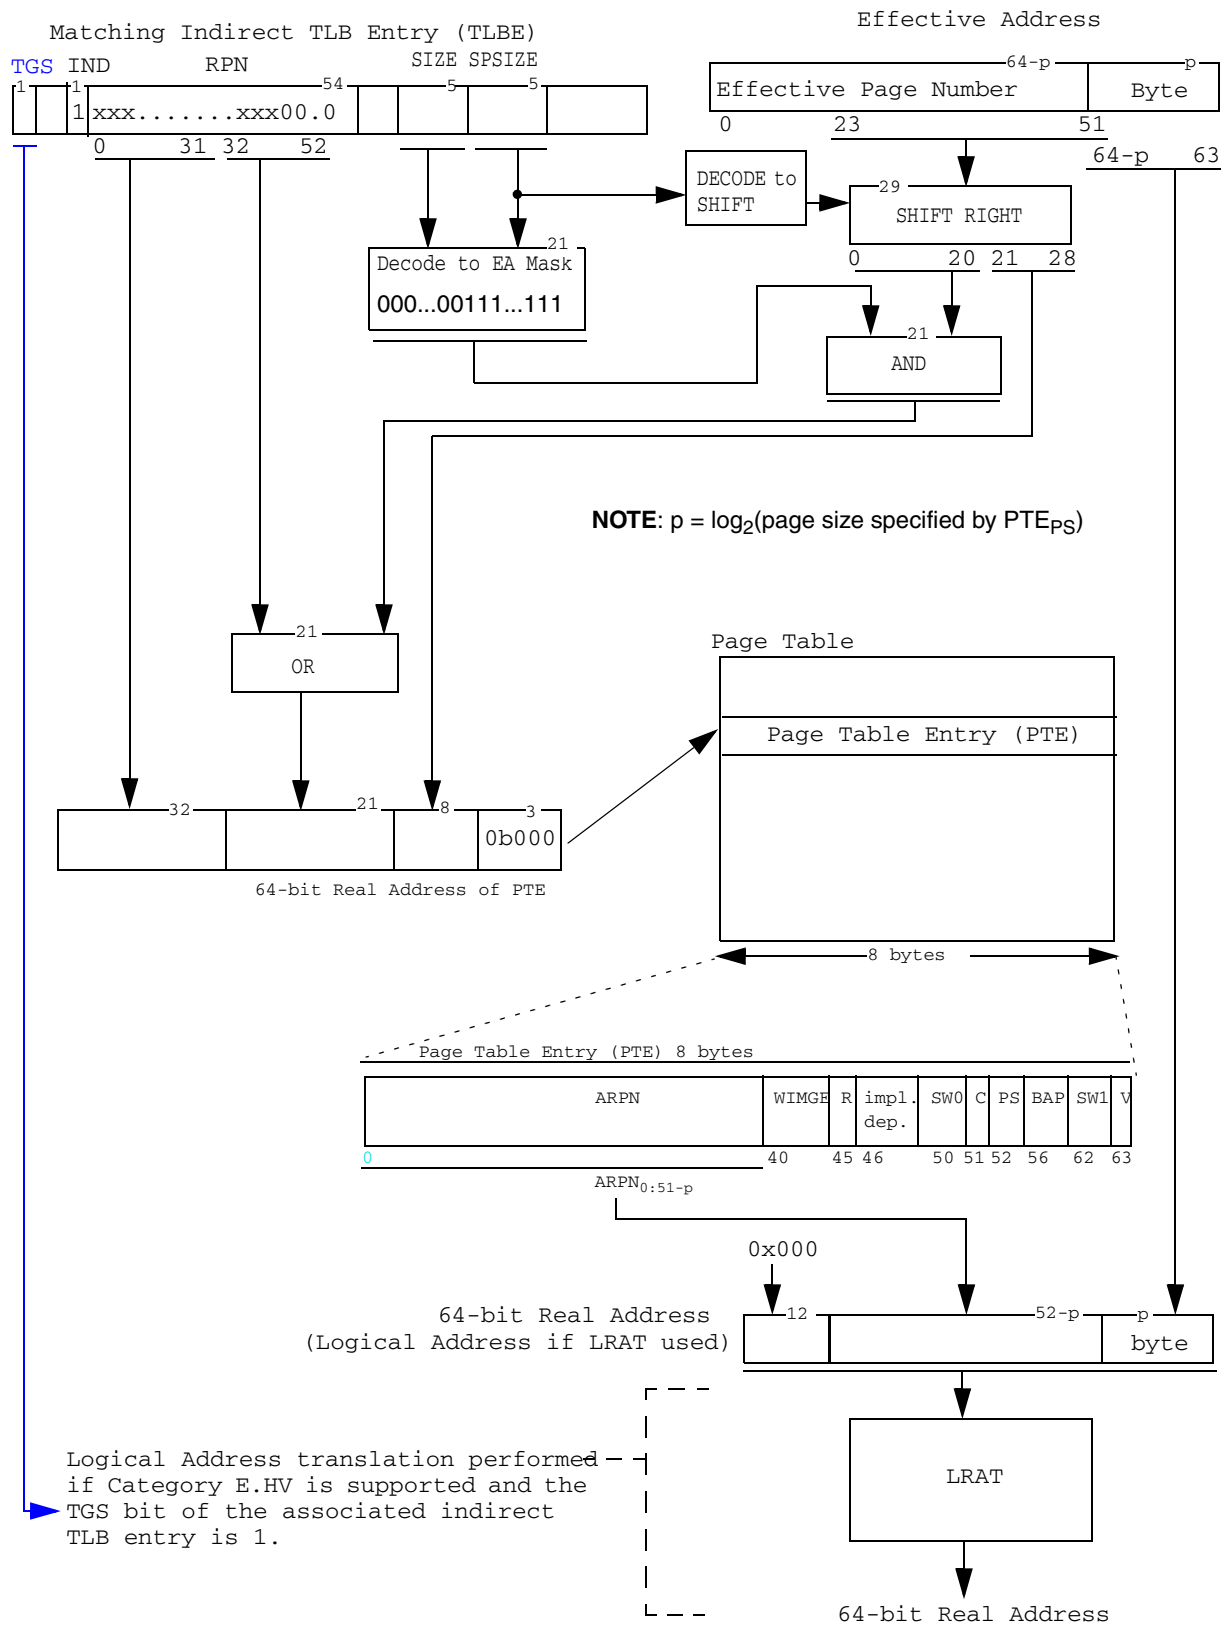 Effective Address
Matching Indirect TLB Entry (TLBE)
TGS IND RPN SIZE SPSIZE
1 1 54 5 5
1 xxx.......xxx00.0
0 31 32 52
64-p p
Effective Page Number Byte
0 23 51
64-p 63
DECODE to
SHIFT
29
SHIFT RIGHT
0 20 21 28
21
Decode to EA Mask
000...00111...111
21
AND
NOTE: p = log2(page size specified by PTEPS)
21
OR
Page Table
Page Table Entry (PTE)
32 21 8 3
0b000
64-bit Real Address of PTE
8 bytes
Page Table Entry (PTE) 8 bytes
ARPN WIMGE R impl. SW0 C PS BAP SW1 V
dep.
0 40 45 46 50 51 52 56 62 63
ARPN0:51-p
0x000
64-bit Real Address
(Logical Address if LRAT used)
12 52-p p
byte
Logical Address translation performed
if Category E.HV is supported and the
TGS bit of the associated indirect
TLB entry is 1.
LRAT
64-bit Real Address